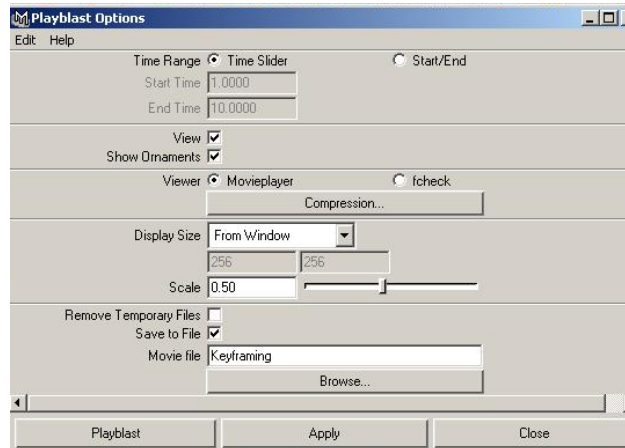 Playblast Options
Edit Help
Time Range Time Slider Start/End
Start Time 1.0000
End Time 10.0000
View
Show Ornaments
Viewer Movieplayer fcheck
Compression...
Display Size From Window
256 256
Scale 0.50
Remove Temporary Files
Save to File
Movie file Keyframing
Browse...
Playblast Apply Close